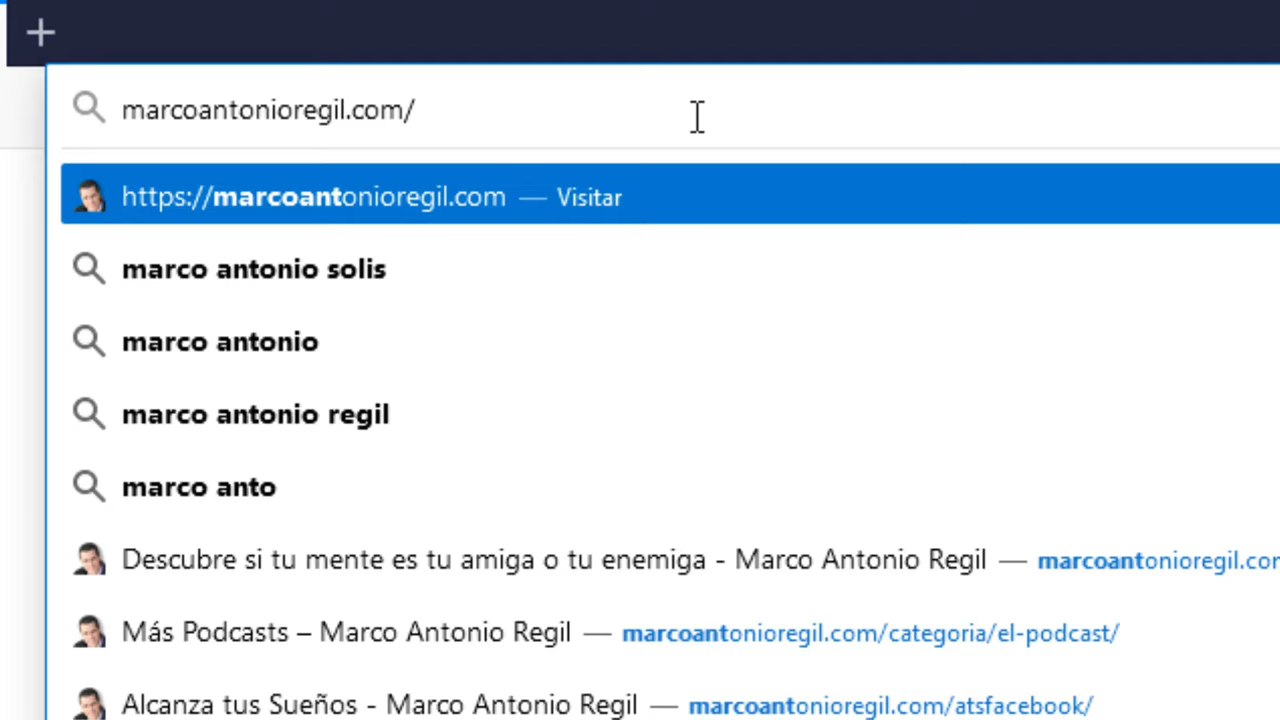 marcoantonioregil.com/
https://marcoantonioregil.com — Visitar
marco antonio solis
marco antonio
marco antonio regil
marco anto
Descubre si tu mente es tu amiga o tu enemiga - Marco Antonio Regil — marcoantonioregil.com
Más Podcasts – Marco Antonio Regil — marcoantonioregil.com/categoria/el-podcast/
Alcanza tus Sueños - Marco Antonio Regil — marcoantonioregil.com/atsfacebook/